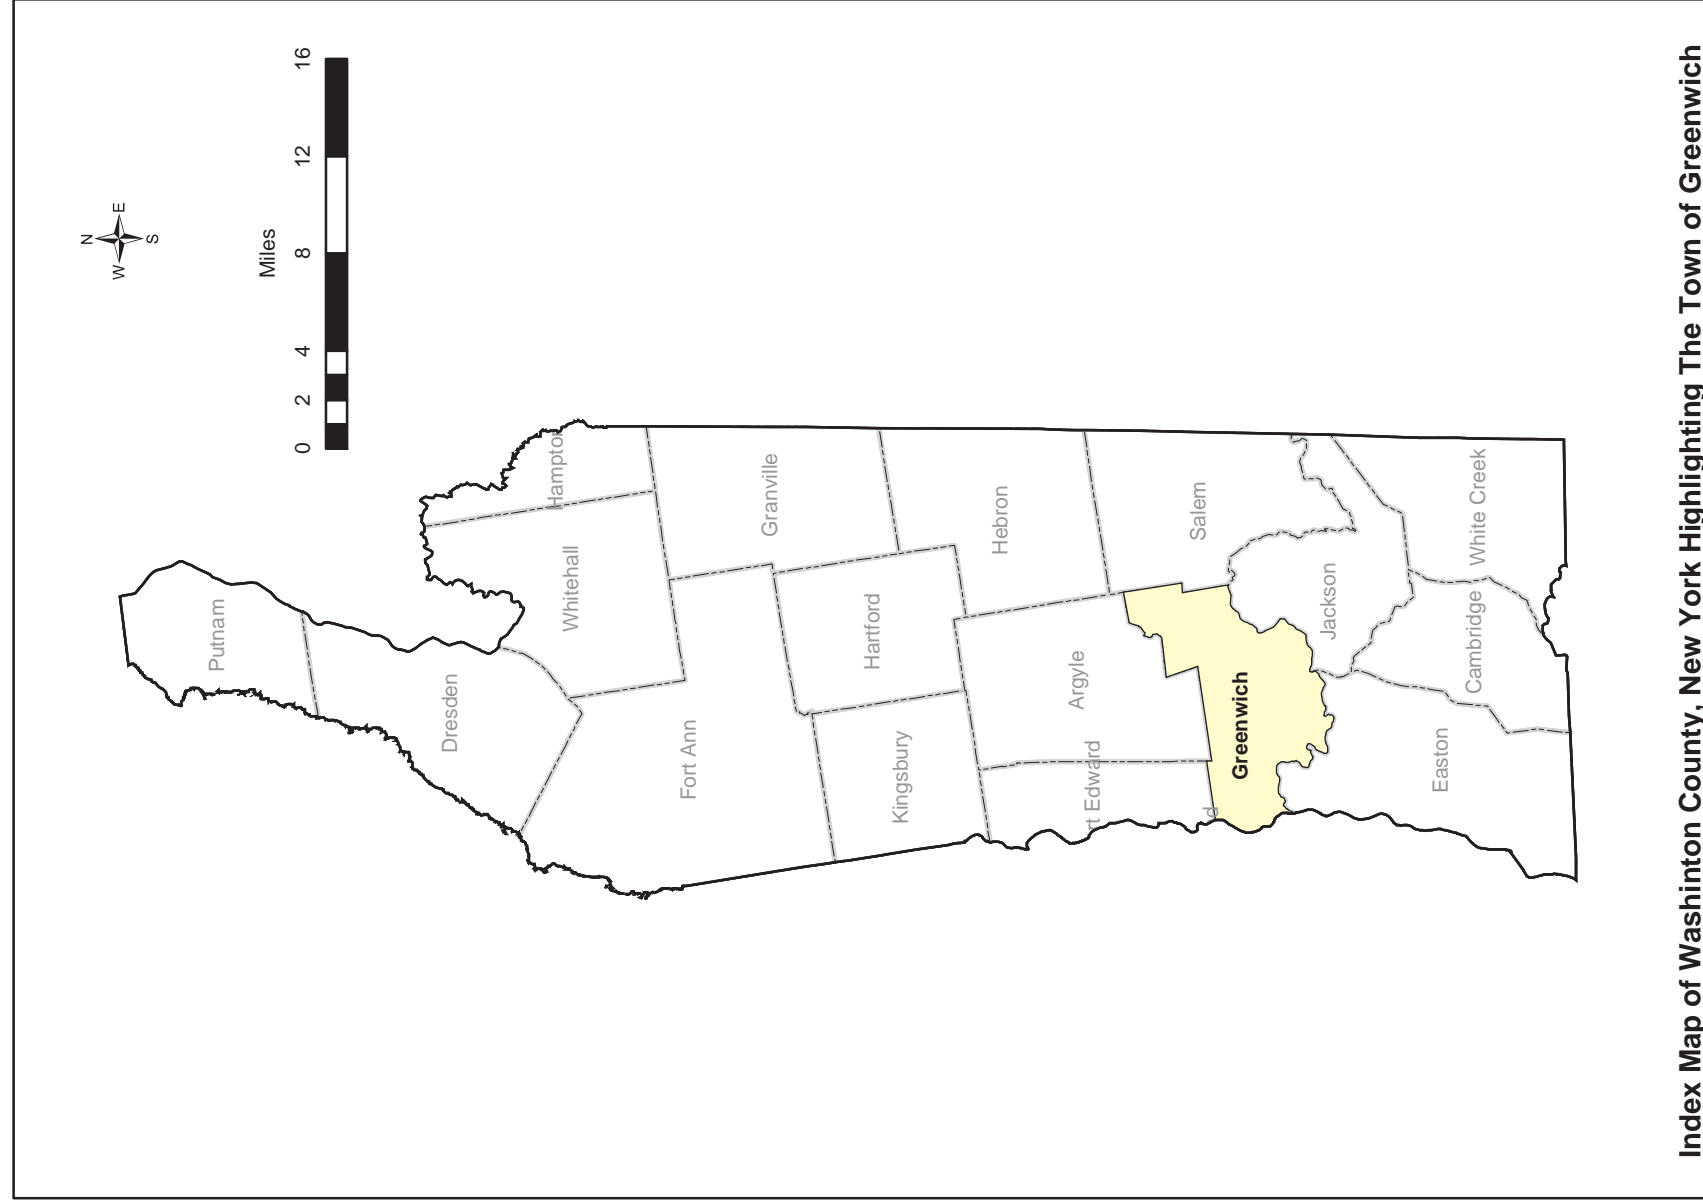 N
W E
S
Miles
0 2 4 8 12 16
Putnam
Dresden
Hampton
Whitehall
Fort Ann
Granville
Hartford
Kingsbury
Hebron
Argyle
rt Edward
Salem
d
Greenwich
Jackson
Easton
Cambridge
White Creek
Index Map of Washinton County, New York Highlighting The Town of Greenwich